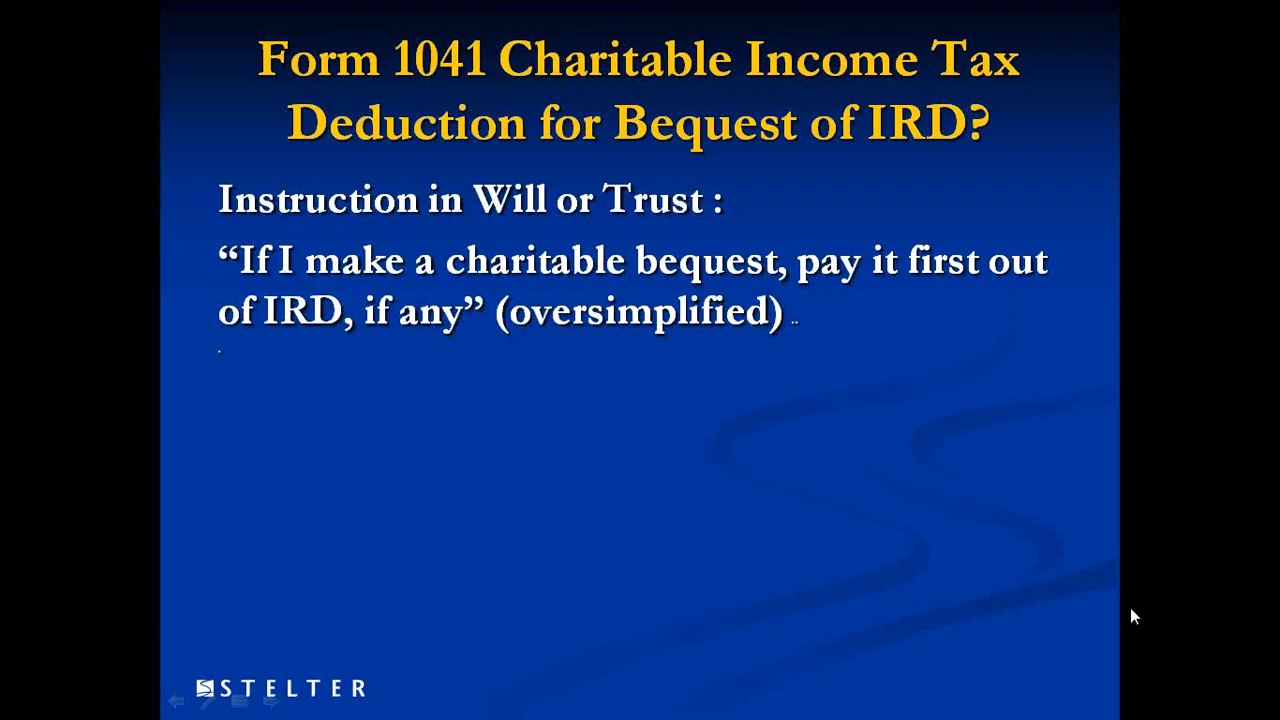 Form 1041 Charitable Income Tax
Deduction for Bequest of IRD?
Instruction in Will or Trust :
“If I make a charitable bequest, pay it first out
of IRD, if any” (oversimplified) ..
.
STELTER